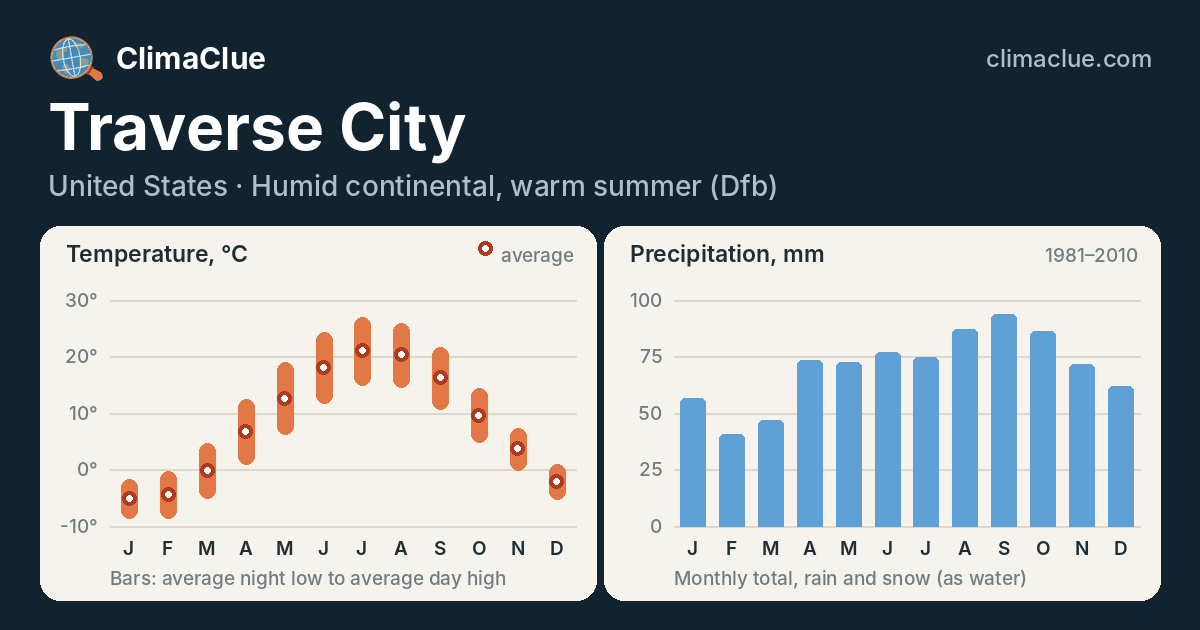 ClimaClue
climaclue.com
Traverse City
United States · Humid continental, warm summer (Dfb)
Temperature, °C
average
30°
20°
10°
0°
-10°
J F M A M J J A S O N D
Bars: average night low to average day high
Precipitation, mm
1981–2010
100
75
50
25
0
J F M A M J J A S O N D
Monthly total, rain and snow (as water)